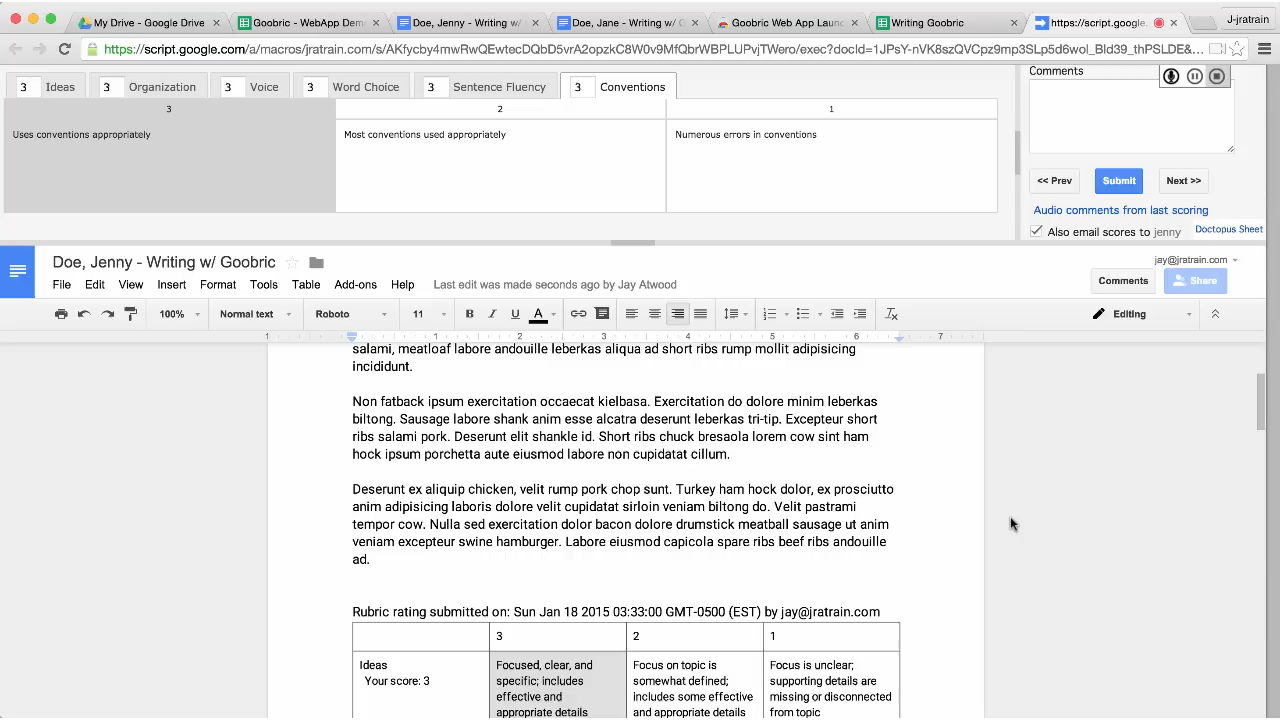 My Drive - Google Drive
Goobric - WebApp Dem
Doe, Jenny - Writing w/
Doe, Jane - Writing w/
Goobric Web App Laun
Writing Goobric
https://script.google.
J-jratrain
https://script.google.com/a/macros/jratrain.com/s/
3 Ideas
3 Organization
3 Voice
3 Word Choice
3 Sentence Fluency
3 Conventions
3
2
1
Uses conventions appropriately
Most conventions used appropriately
Numerous errors in conventions
Comments
<< Prev
Submit
Next >>
Audio comments from last scoring
Also email scores to jenny
Doctopus Sheet
Doe, Jenny - Writing w/ Goobric
jay@jratrain.com
File Edit View Insert Format Tools Table Add-ons Help
Last edit was made seconds ago by Jay Atwood
Comments
Share
100%
Normal text
Roboto
11
B I U A
Editing
1 1 2 3 4 5 6 7
salami, meatloaf labore andouille leberkas aliqua ad short ribs rump mollit adipisicing
incididunt.
Non fatback ipsum exercitation occaecat kielbasa. Exercitation do dolore minim leberkas
biltong. Sausage labore shank anim esse alcatra deserunt leberkas tri-tip. Excepteur short
ribs salami pork. Deserunt elit shankle id. Short ribs chuck bresaola lorem cow sint ham
hock ipsum porchetta aute eiusmod labore non cupidatat cillum.
Deserunt ex aliquip chicken, velit rump pork chop sunt. Turkey ham hock dolor, ex prosciutto
anim adipisicing laboris dolore velit cupidatat sirloin veniam biltong do. Velit pastrami
tempor cow. Nulla sed exercitation dolor bacon dolore drumstick meatball sausage ut anim
veniam excepteur swine hamburger. Labore eiusmod capicola spare ribs beef ribs andouille
ad.
Rubric rating submitted on: Sun Jan 18 2015 03:33:00 GMT-0500 (EST) by jay@jratrain.com
3
2
1
Ideas
Your score: 3
Focused, clear, and
specific; includes
effective and
appropriate details
Focus on topic is
somewhat defined;
includes some effective
and appropriate details
Focus is unclear;
supporting details are
missing or disconnected
from topic